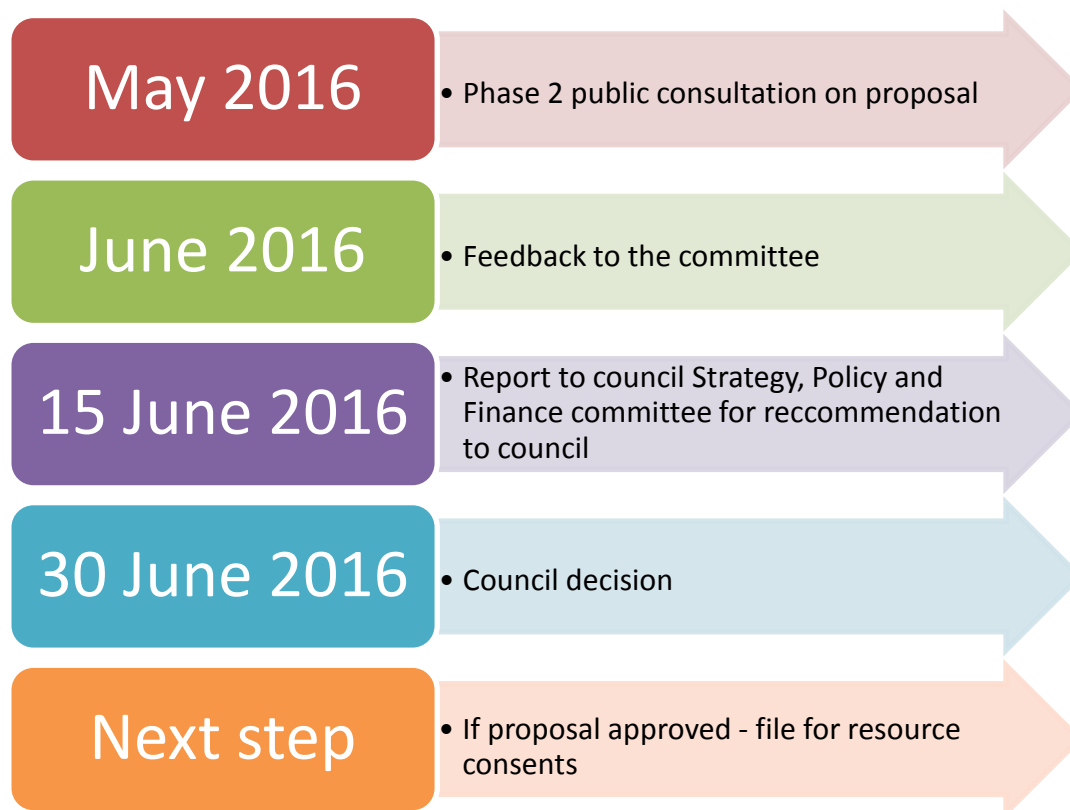 May 2016
• Phase 2 public consultation on proposal
June 2016
• Feedback to the committee
15 June 2016
• Report to council Strategy, Policy and
Finance committee for reccommendation
to council
30 June 2016
• Council decision
Next step
• If proposal approved - file for resource
consents